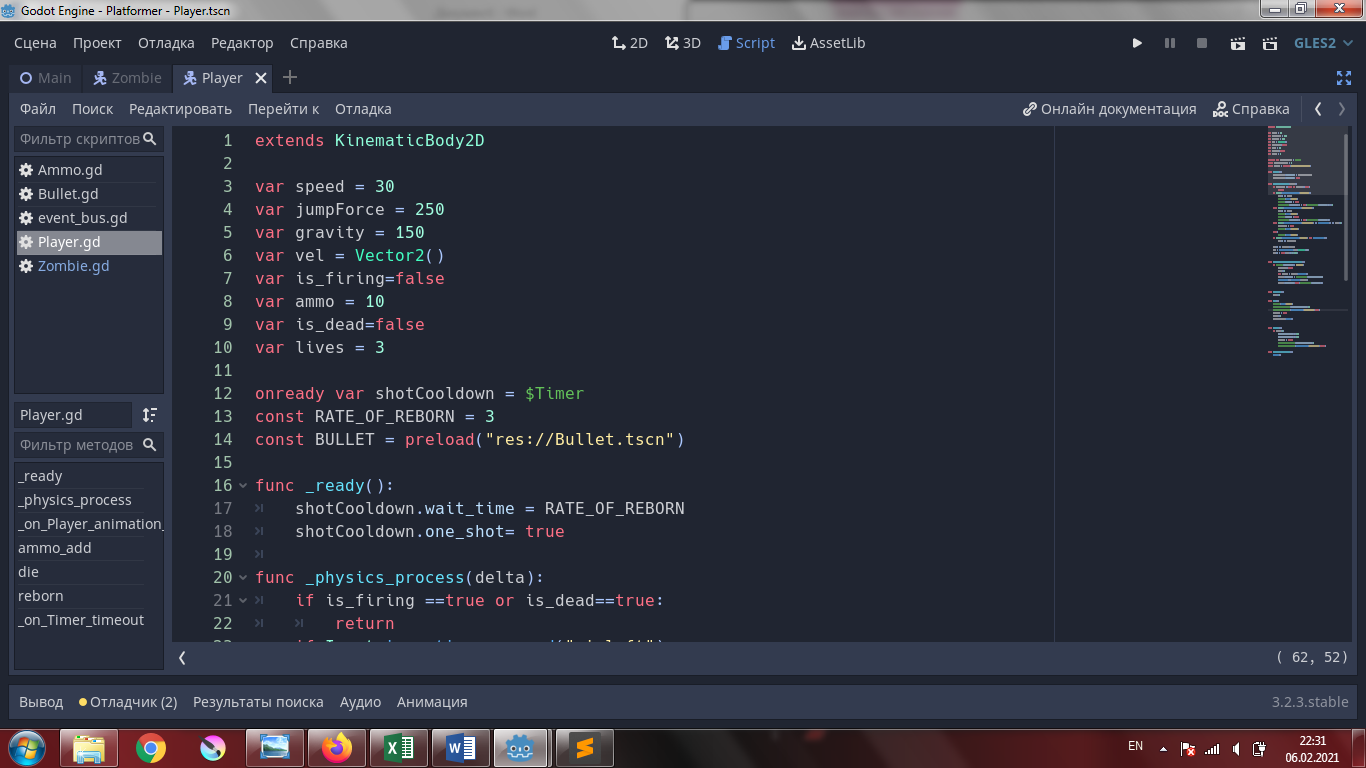 Godot Engine - Platformer - Player.tscn
Сцена Проект Отладка Редактор Справка 2D 3D Script AssetLib GLES2
Main Zombie Player
Файл Поиск Редактировать Перейти к Отладка Онлайн документация Справка
Фильтр скриптов
Ammo.gd
Bullet.gd
event_bus.gd
Player.gd
Zombie.gd
Player.gd
Фильтр методов
_ready
_physics_process
_on_Player_animation_
ammo_add
die
reborn
_on_Timer_timeout
1 extends KinematicBody2D
2
3 var speed = 30
4 var jumpForce = 250
5 var gravity = 150
6 var vel = Vector2()
7 var is_firing=false
8 var ammo = 10
9 var is_dead=false
10 var lives = 3
11
12 onready var shotCooldown = $Timer
13 const RATE_OF_REBORN = 3
14 const BULLET = preload("res://Bullet.tscn")
15
16 func _ready():
17 shotCooldown.wait_time = RATE_OF_REBORN
18 shotCooldown.one_shot= true
19
20 func _physics_process(delta):
21 if is_firing ==true or is_dead==true:
22 return
( 62, 52)
Вывод Отладчик (2) Результаты поиска Аудио Анимация 3.2.3.stable
EN
22:31
06.02.2021